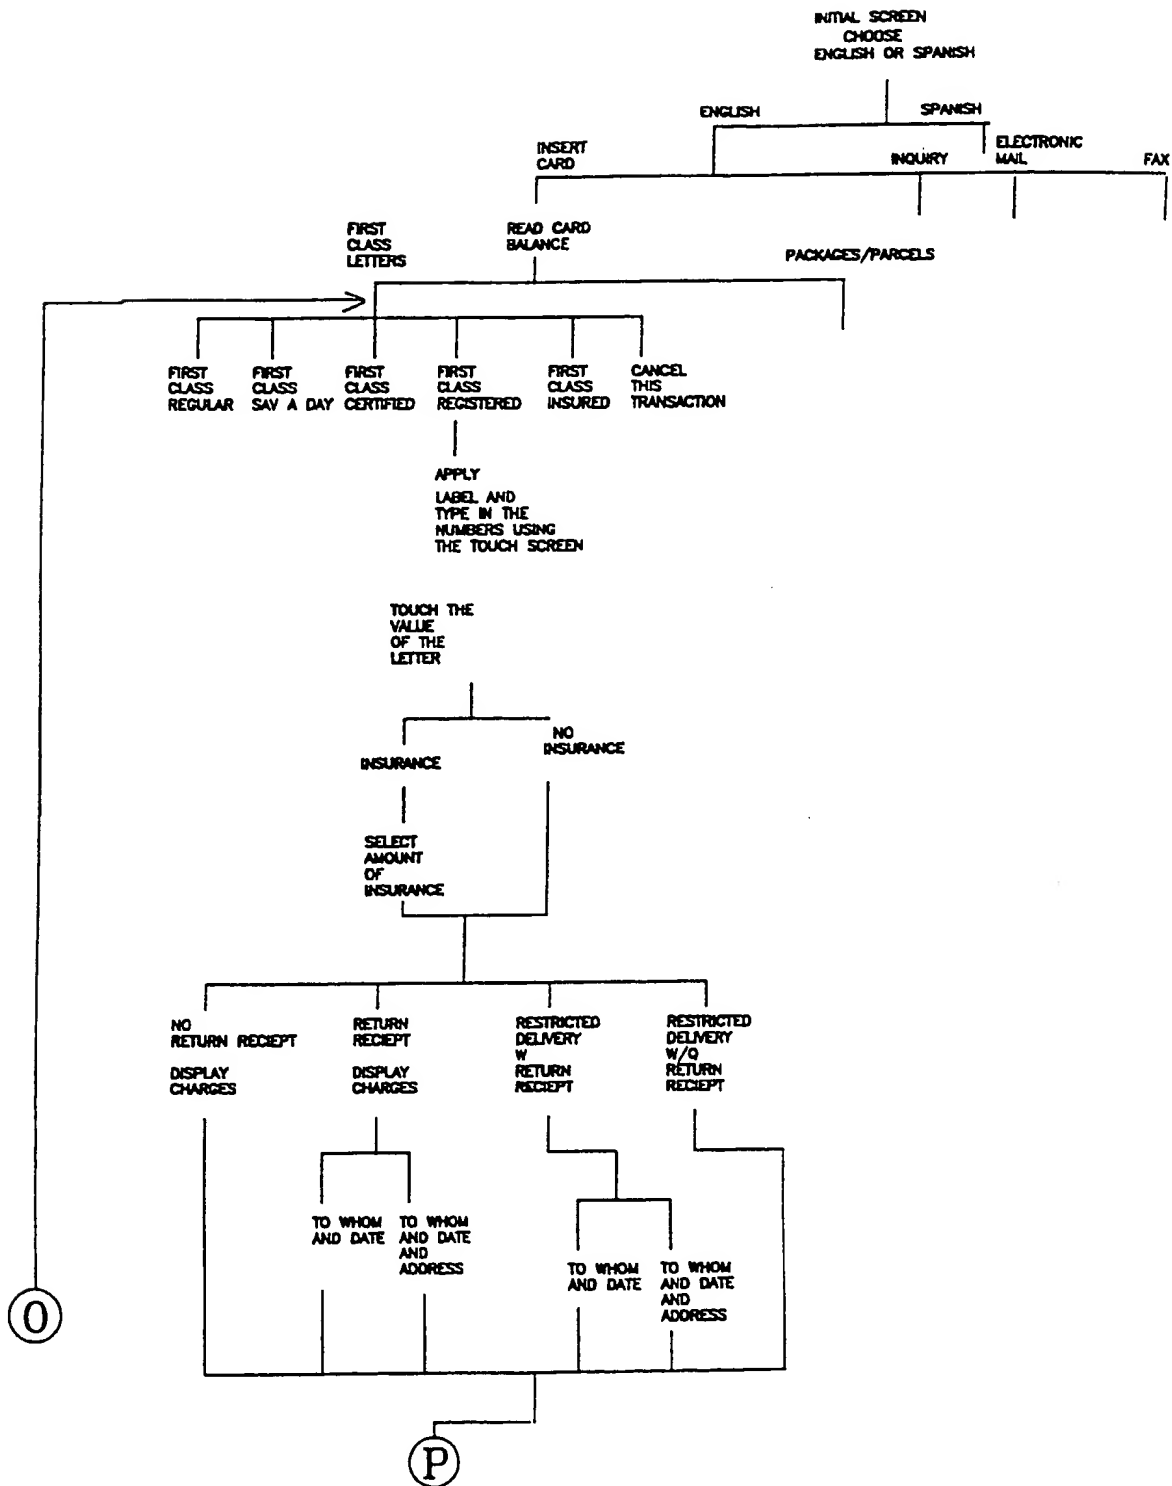 INITIAL SCREEN
CHOOSE
ENGLISH OR SPANISH
ENGLISH
SPANISH
INSERT
CARD
INQUIRY
ELECTRONIC
MAIL
FAX
FIRST
CLASS
LETTERS
READ CARD
BALANCE
PACKAGES/PARCELS
FIRST
CLASS
REGULAR
FIRST
CLASS
SAV A DAY
FIRST
CLASS
CERTIFIED
FIRST
CLASS
REGISTERED
FIRST
CLASS
INSURED
CANCEL
THIS
TRANSACTION
APPLY
LABEL AND
TYPE IN THE
NUMBERS USING
THE TOUCH SCREEN
TOUCH THE
VALUE
OF THE
LETTER
INSURANCE
NO
INSURANCE
SELECT
AMOUNT
OF
INSURANCE
NO
RETURN RECIEPT
DISPLAY
CHARGES
RETURN
RECIEPT
DISPLAY
CHARGES
RESTRICTED
DELIVERY
W
RETURN
RECIEPT
RESTRICTED
DELIVERY
W/O
RETURN
RECIEPT
TO WHOM
AND DATE
TO WHOM
AND DATE
AND
ADDRESS
TO WHOM
AND DATE
TO WHOM
AND DATE
AND
ADDRESS
O
P